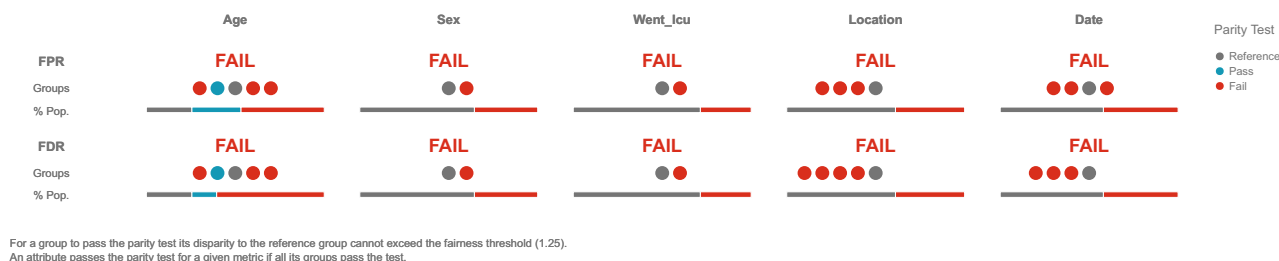 Age Sex Went_Icu Location Date
Parity Test
FPR FAIL FAIL FAIL FAIL FAIL
Reference
Groups
Pass
Fail
% Pop.
FDR FAIL FAIL FAIL FAIL FAIL
Groups
% Pop.
For a group to pass the parity test its disparity to the reference group cannot exceed the fairness threshold (1.25).
An attribute passes the parity test for a given metric if all its groups pass the test.